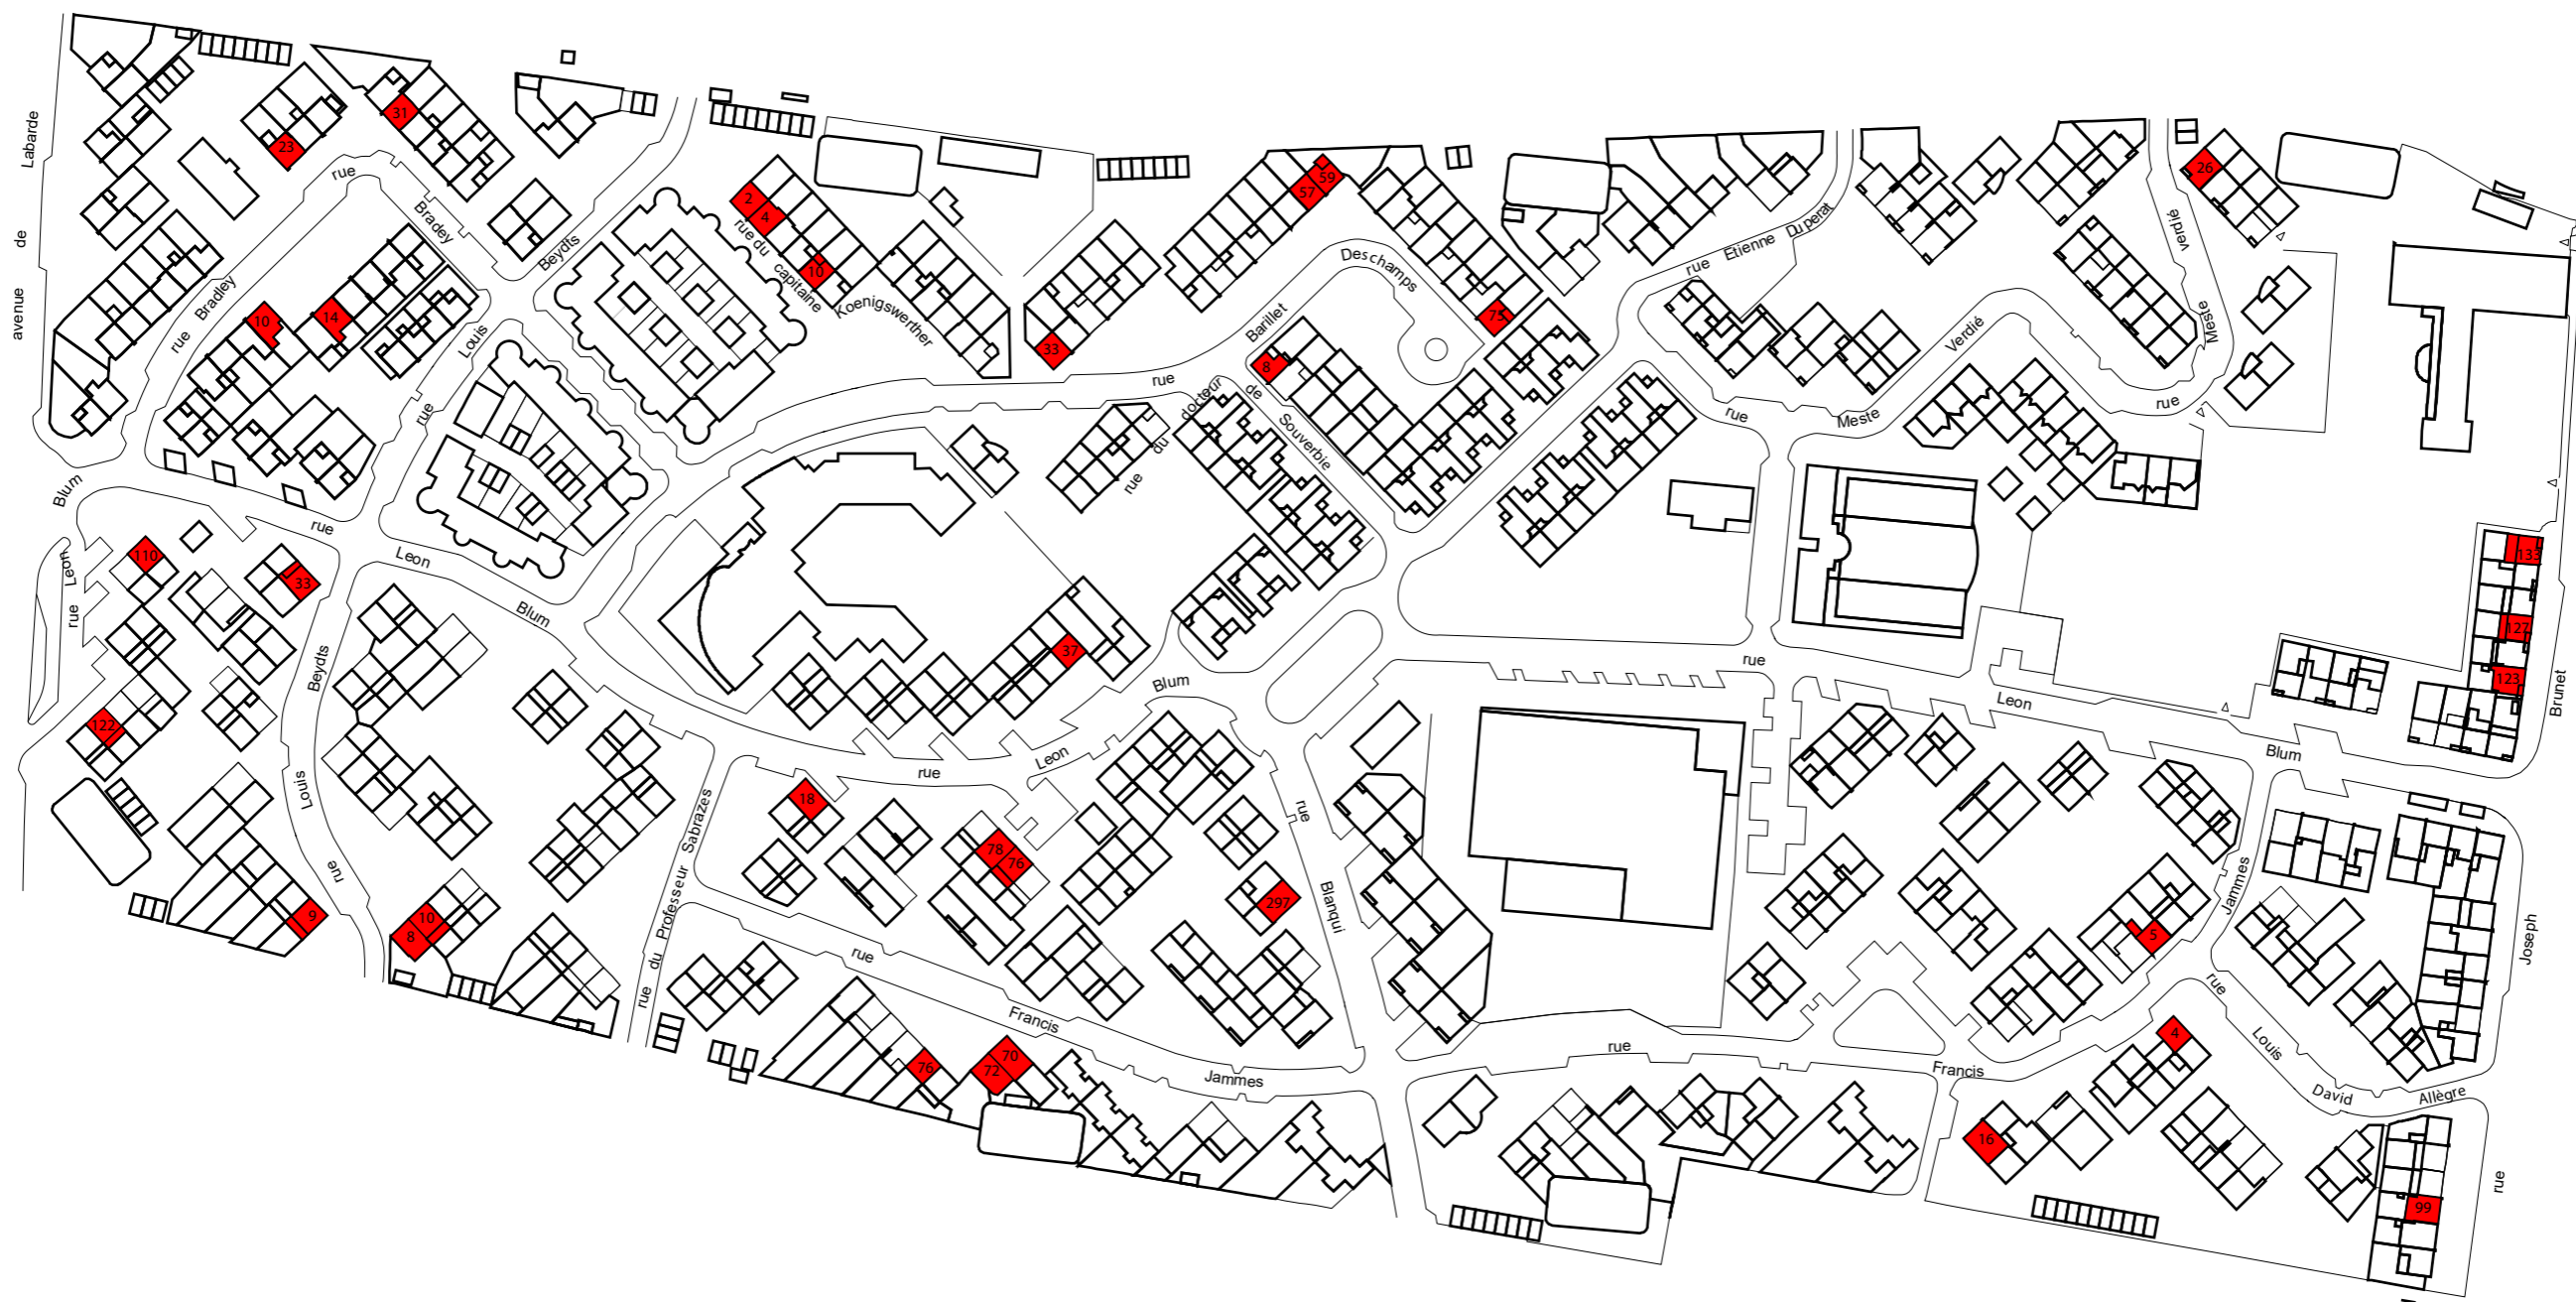 avenue de Labarde
31
23
rue
Bradey
Beydts
2
4
rue du capitaine
10
Koenigswerther
rue Bradley
10
14
Louis
rue
59
57
Deschamps
75
33
Barillet
8
rue
docteur
de Souverbie
rue du
rue Etienne Duperat
26
verdié
Meste
rue
Verdié
Meste
rue
Blum
rue
Leon
Blum
Leon
rue
110
33
122
Beydts
Louis
rue
9
10
8
37
Blum
Leon
rue
rue
Leon
Blum
133
127
123
Brunet
18
78
76
297
rue
Blanqui
rue du Professeur Sabrazes
rue
Francis
Jammes
76
70
72
rue
Francis
Jammes
5
4
16
rue
Louis
David
Allègre
Joseph
rue
99